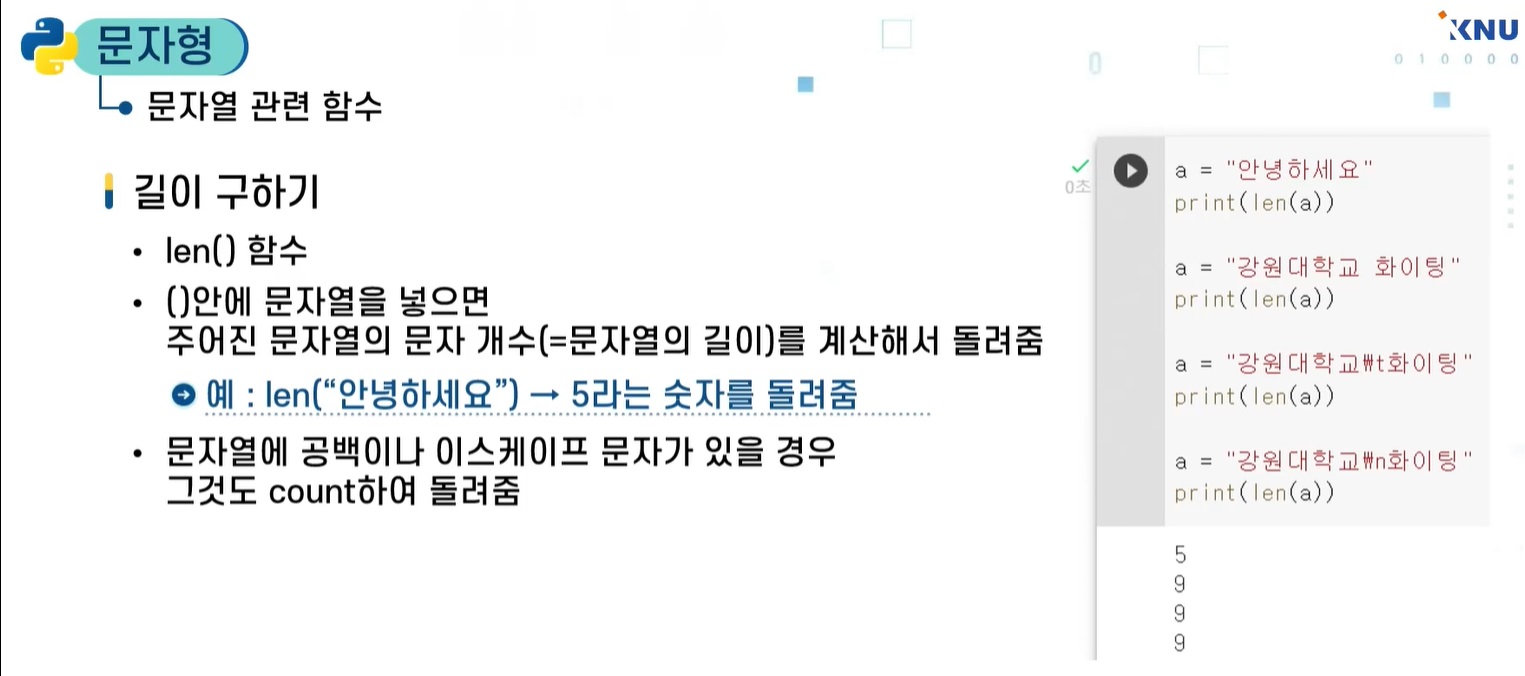 문자형
KNU
0
0 1 0 0 0 0
문자열 관련 함수
길이 구하기
• len() 함수
• ()안에 문자열을 넣으면
주어진 문자열의 문자 개수(=문자열의 길이)를 계산해서 돌려줌
예 : len(“안녕하세요”) → 5라는 숫자를 돌려줌
• 문자열에 공백이나 이스케이프 문자가 있을 경우
그것도 count하여 돌려줌
0초
a = "안녕하세요"
print(len(a))
a = "강원대학교 화이팅"
print(len(a))
a = "강원대학교₩t화이팅"
print(len(a))
a = "강원대학교₩n화이팅"
print(len(a))
5
9
9
9